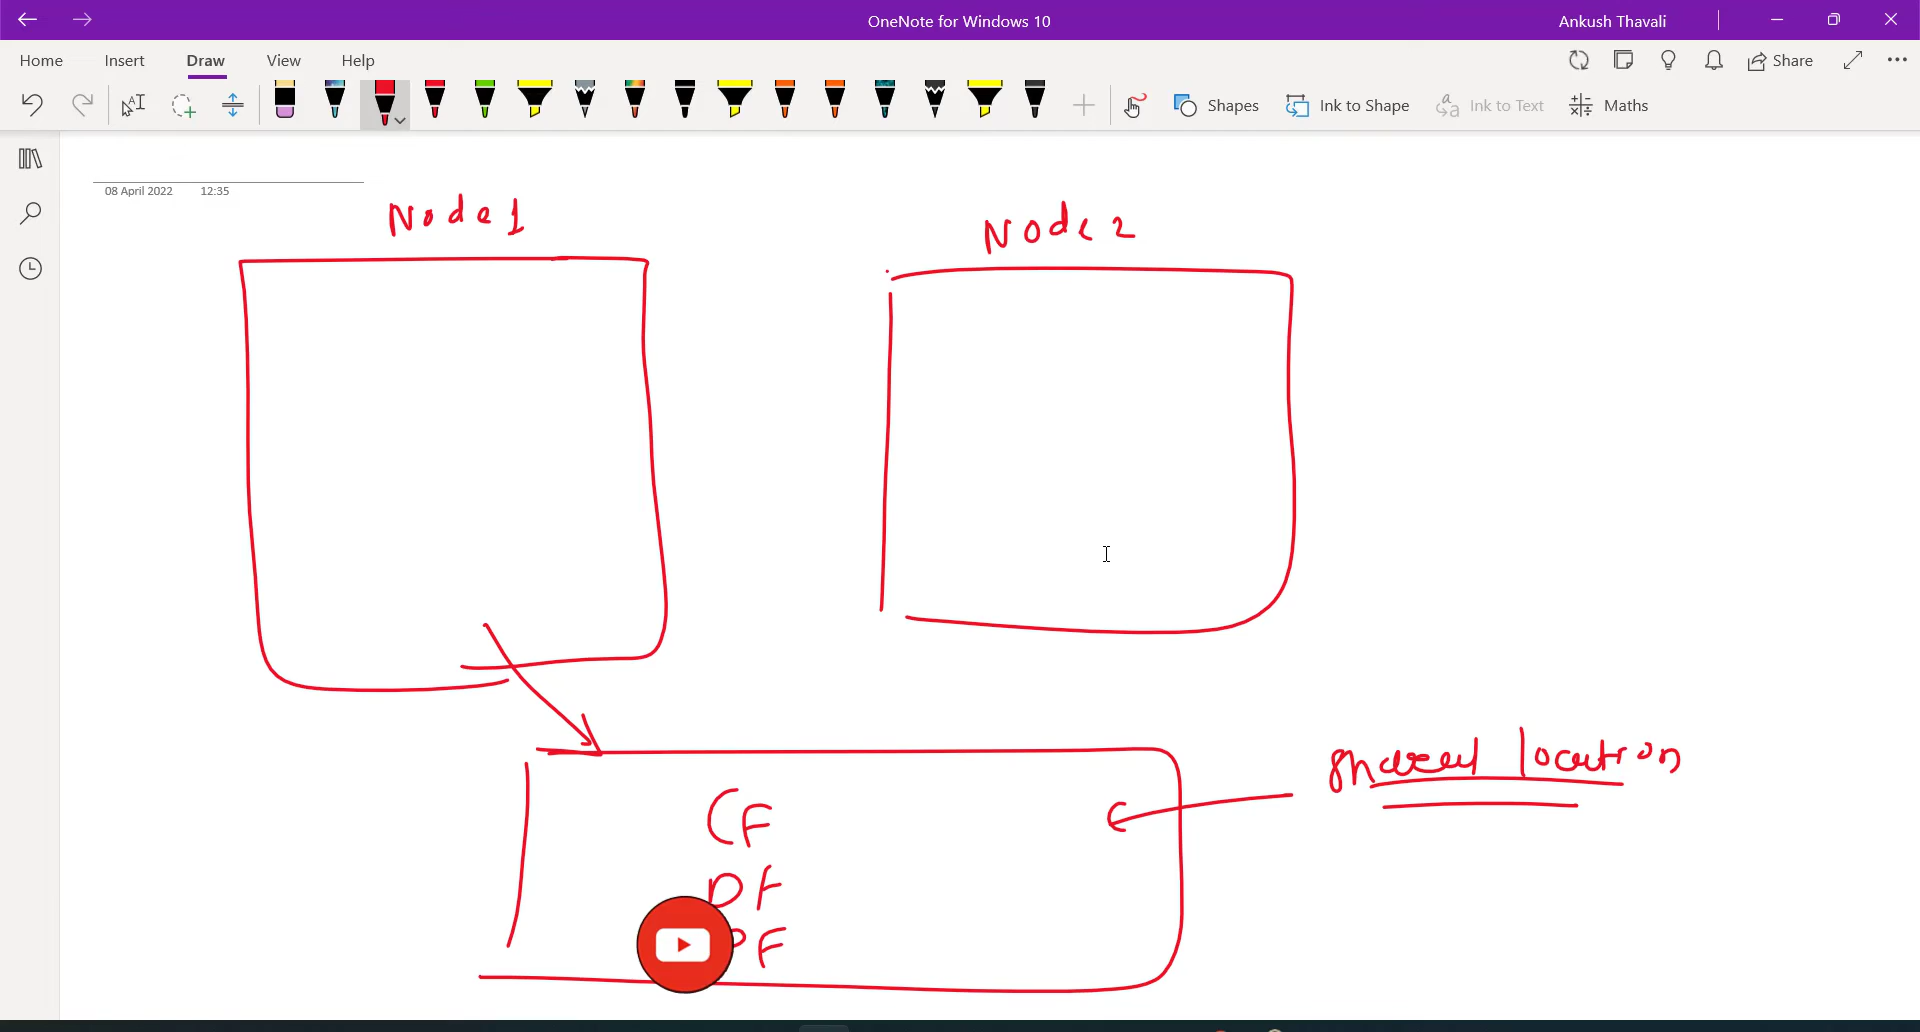 OneNote for Windows 10
Ankush Thavali
Home Insert Draw View Help
Share
Shapes Ink to Shape Ink to Text Maths
08 April 2022 12:35
Node 1
Node 2
shared location
CF
DF
PF